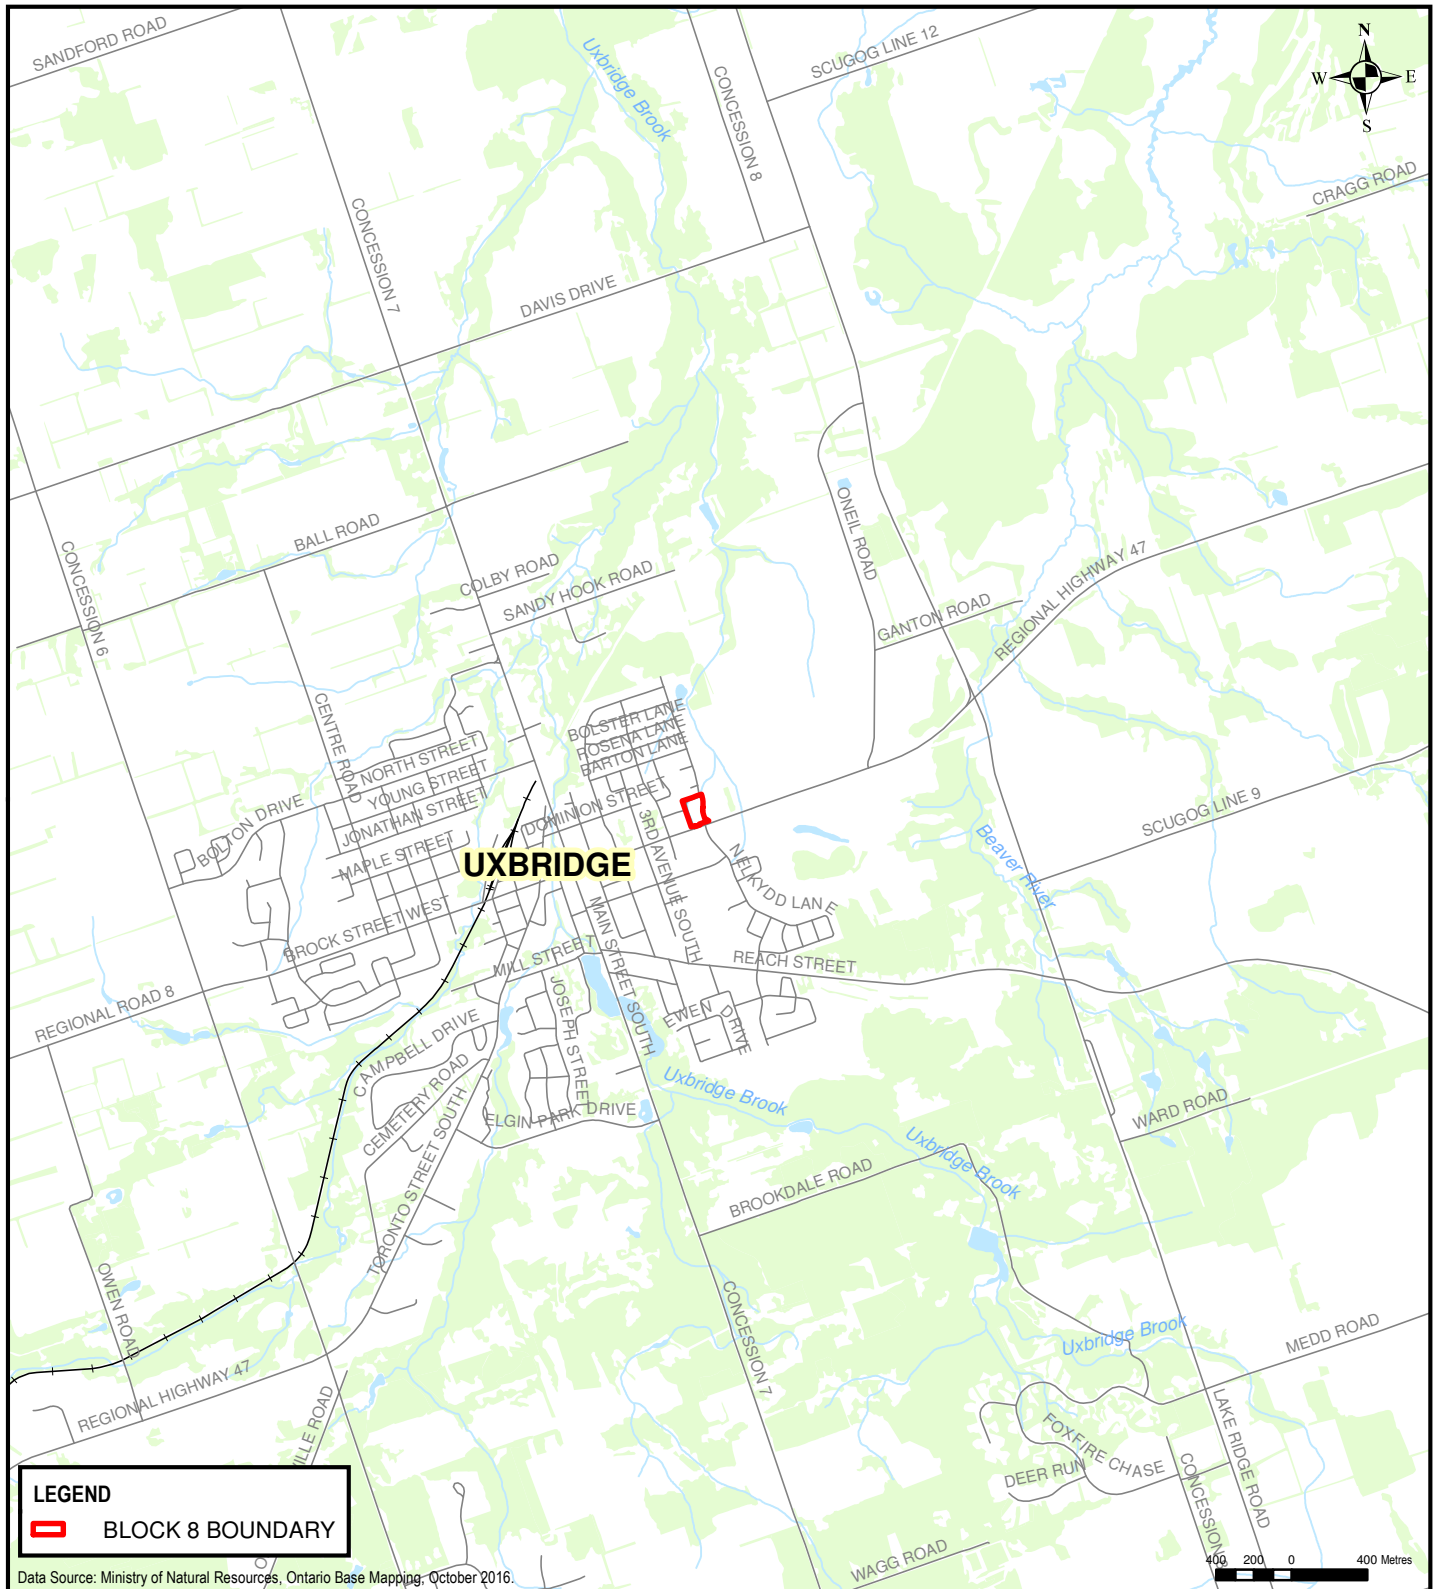 SANDFORD ROAD
Uxbridge Brook
CONCESSION 8
SCUGOG LINE 12
N
W E
S
CRAGG ROAD
CONCESSION 7
DAVIS DRIVE
CONCESSION 6
BALL ROAD
COLBY ROAD
SANDY HOOK ROAD
ONEIL ROAD
GANTON ROAD
REGIONAL HIGHWAY 47
CENTRE ROAD
BOLSTER LANE
ROSENA LANE
BARTON LANE
NORTH STREET
YOUNG STREET
JONATHAN STREET
BOLTON DRIVE
MAPLE STREET
DOMINION STREET
3RD AVENUE SOUTH
UXBRIDGE
NELKYDD LANE
SCUGOG LINE 9
Beaver River
BROCK STREET WEST
MAIN STREET SOUTH
MILL STREET
REACH STREET
REGIONAL ROAD 8
JOSEPH STREET
EWEN DRIVE
CAMPBELL DRIVE
CEMETERY ROAD
TORONTO STREET SOUTH
ELGIN PARK DRIVE
Uxbridge Brook
Uxbridge Brook
WARD ROAD
BROOKDALE ROAD
OWEN ROAD
CONCESSION 7
Uxbridge Brook
MEDD ROAD
REGIONAL HIGHWAY 47
VILLE ROAD
LAKE RIDGE ROAD
FOXFIRE CHASE
DEER RUN
CONCESSION 8
WAGG ROAD
LEGEND
BLOCK 8 BOUNDARY
400 200 0 400 Metres
Data Source: Ministry of Natural Resources, Ontario Base Mapping, October 2016.